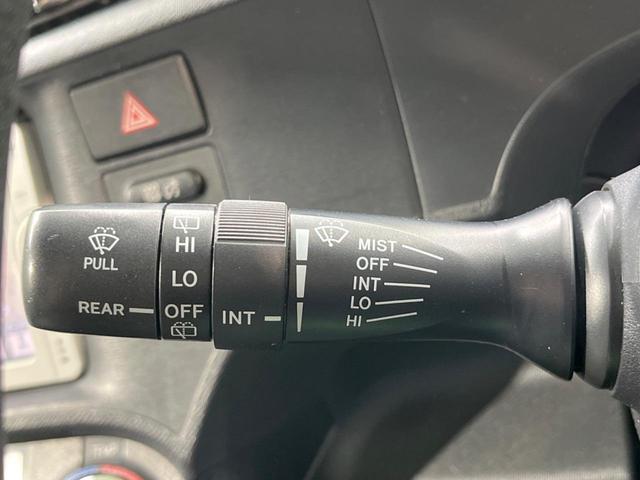 PULL
REAR
HI
LO
OFF
INT
MIST
OFF
INT
LO
HI